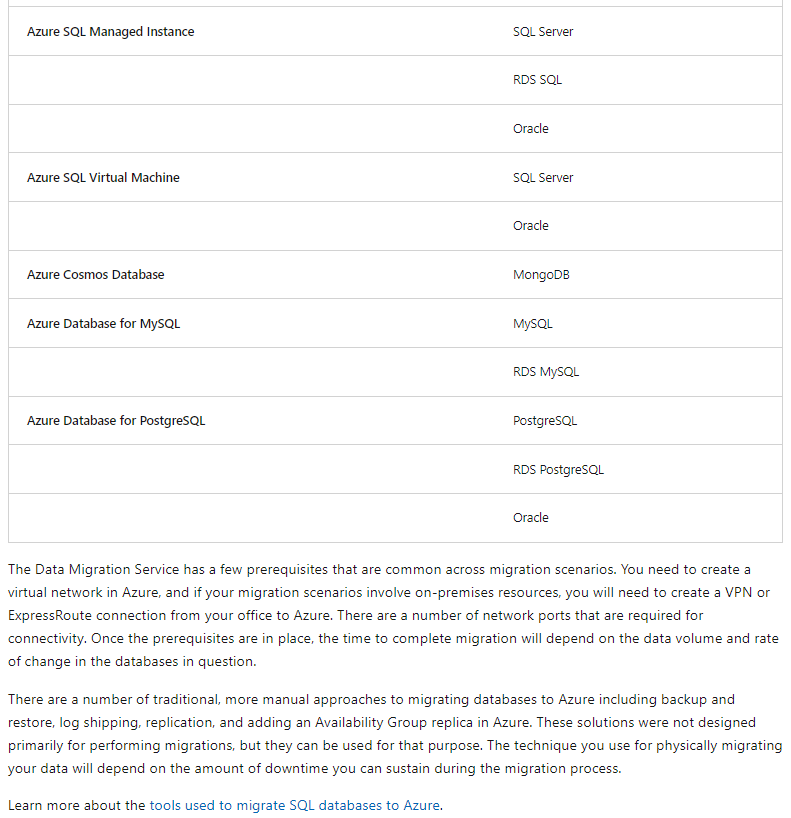 Azure SQL Managed Instance SQL Server
RDS SQL
Oracle
Azure SQL Virtual Machine SQL Server
Oracle
Azure Cosmos Database MongoDB
Azure Database for MySQL MySQL
RDS MySQL
Azure Database for PostgreSQL PostgreSQL
RDS PostgreSQL
Oracle
The Data Migration Service has a few prerequisites that are common across migration scenarios. You need to create a
virtual network in Azure, and if your migration scenarios involve on-premises resources, you will need to create a VPN or
ExpressRoute connection from your office to Azure. There are a number of network ports that are required for
connectivity. Once the prerequisites are in place, the time to complete migration will depend on the data volume and rate
of change in the databases in question.
There are a number of traditional, more manual approaches to migrating databases to Azure including backup and
restore, log shipping, replication, and adding an Availability Group replica in Azure. These solutions were not designed
primarily for performing migrations, but they can be used for that purpose. The technique you use for physically migrating
your data will depend on the amount of downtime you can sustain during the migration process.
Learn more about the tools used to migrate SQL databases to Azure.